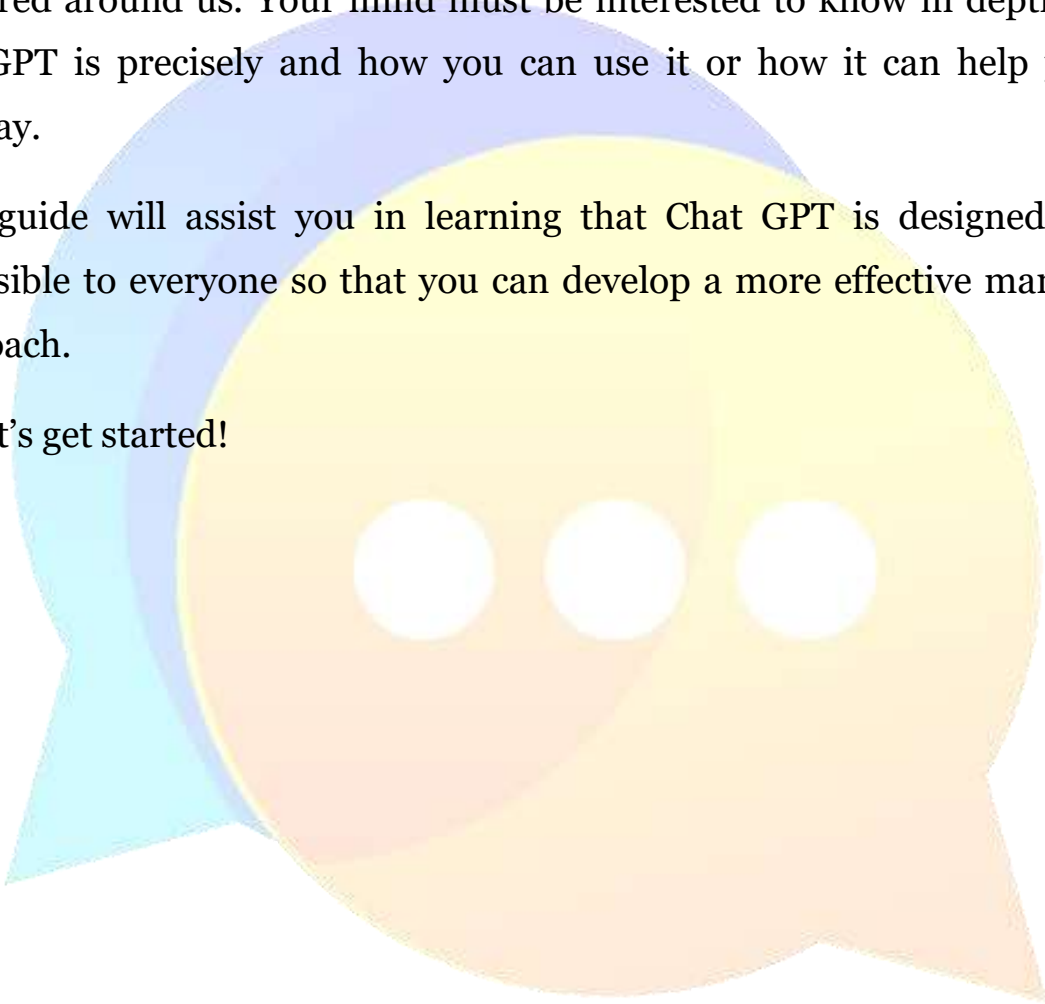 red around us. Your mind must be interested to know in depth
GPT is precisely and how you can use it or how it can help
ay.
guide will assist you in learning that Chat GPT is designed
sible to everyone so that you can develop a more effective mar
oach.
t’s get started!